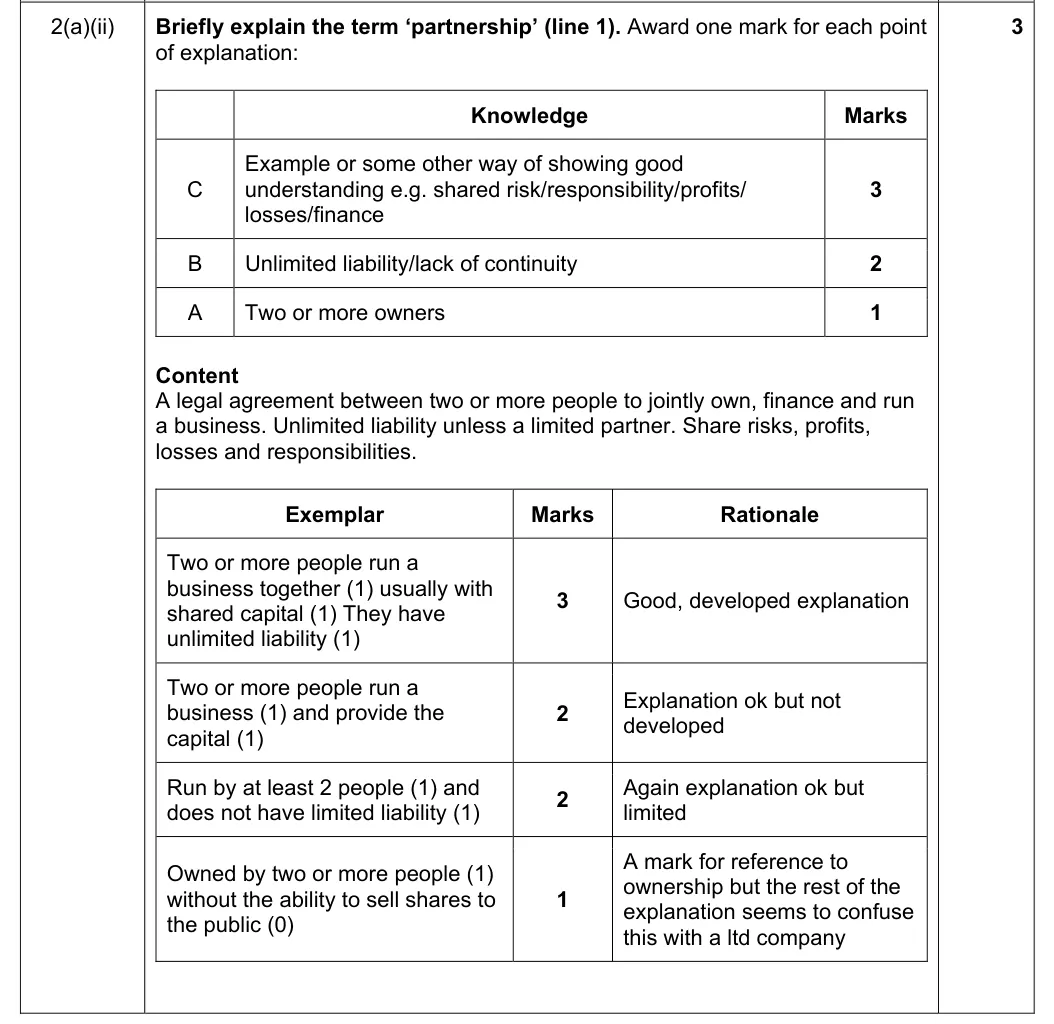 2(a)(ii)
Briefly explain the term ‘partnership’ (line 1). Award one mark for each point
of explanation:
3
Knowledge
Marks
C
Example or some other way of showing good
understanding e.g. shared risk/responsibility/profits/
losses/finance
3
B
Unlimited liability/lack of continuity
2
A
Two or more owners
1
Content
A legal agreement between two or more people to jointly own, finance and run
a business. Unlimited liability unless a limited partner. Share risks, profits,
losses and responsibilities.
Exemplar
Marks
Rationale
Two or more people run a
business together (1) usually with
shared capital (1) They have
unlimited liability (1)
3
Good, developed explanation
Two or more people run a
business (1) and provide the
capital (1)
2
Explanation ok but not
developed
Run by at least 2 people (1) and
does not have limited liability (1)
2
Again explanation ok but
limited
Owned by two or more people (1)
without the ability to sell shares to
the public (0)
1
A mark for reference to
ownership but the rest of the
explanation seems to confuse
this with a ltd company